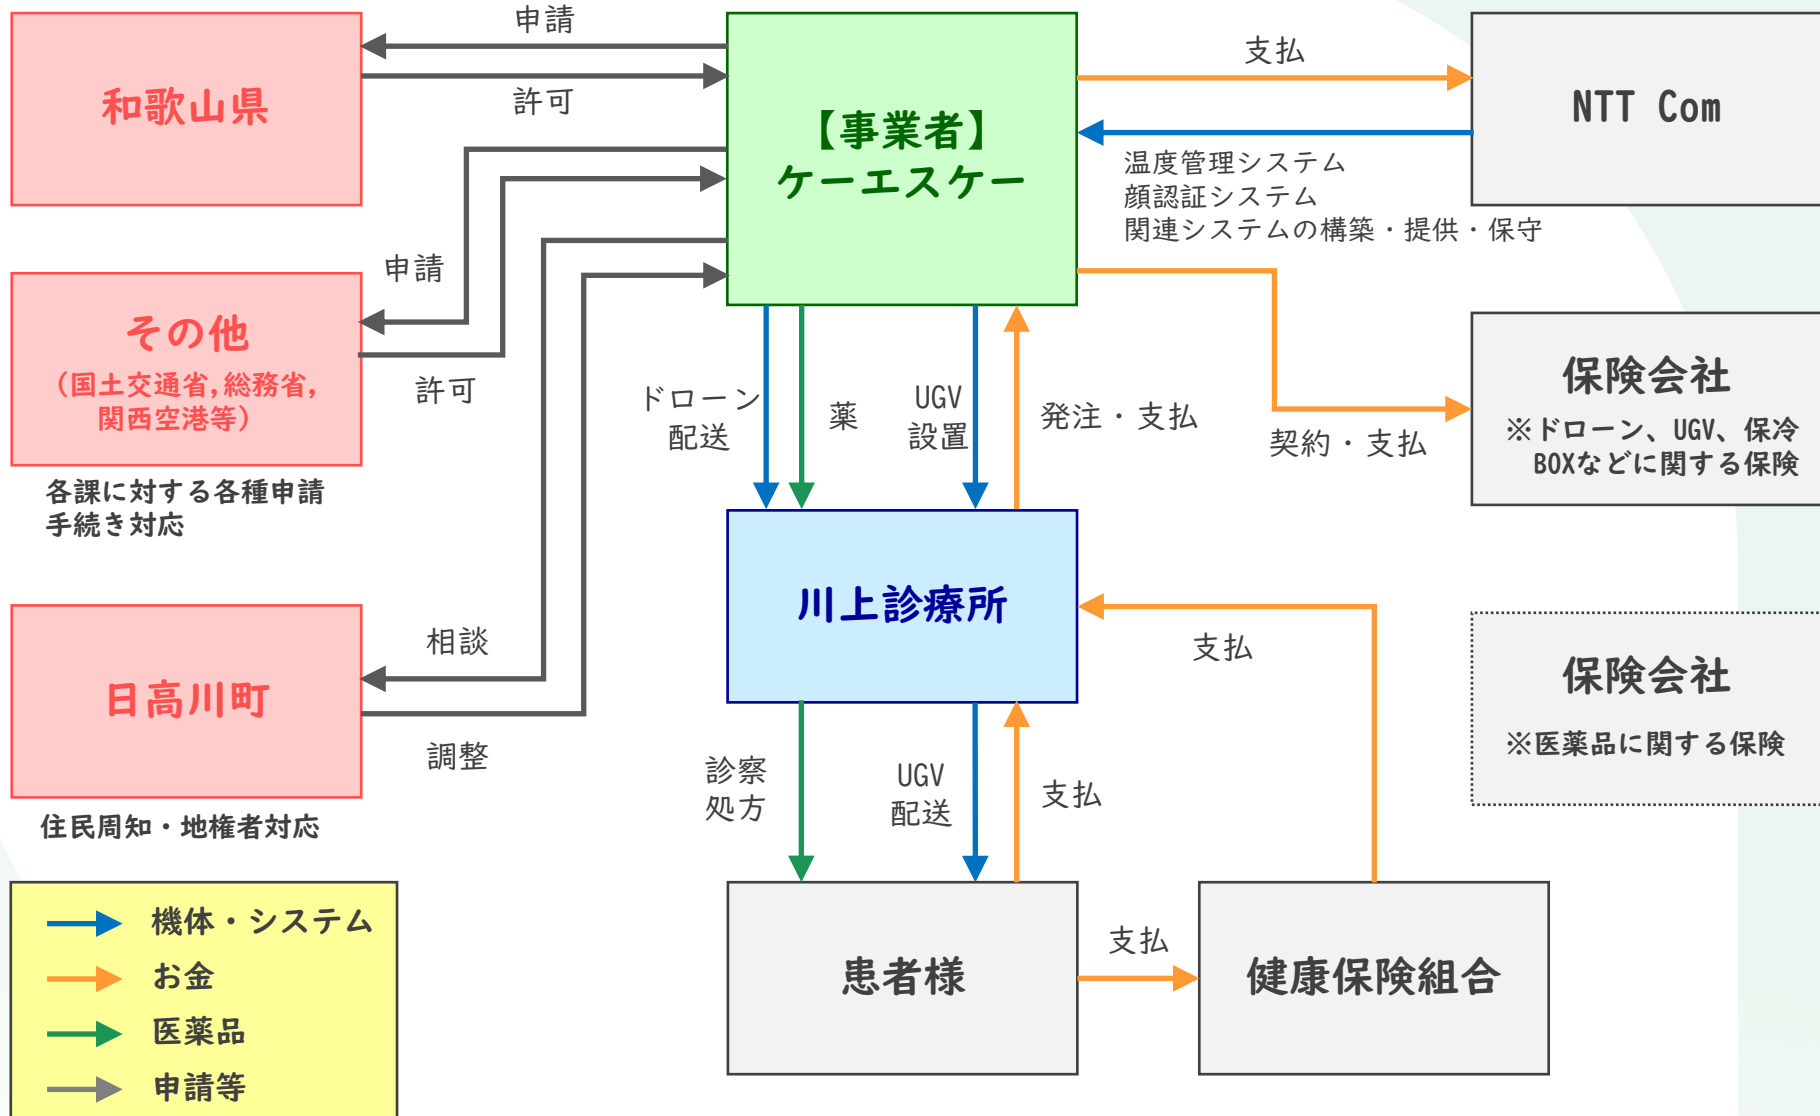 申請
和歌山県
許可
【事業者】
ケーエスケー
支払
NTT Com
温度管理システム
顔認証システム
関連システムの構築・提供・保守
申請
その他
（国土交通省,総務省,
関西空港等）
許可
各課に対する各種申請
手続き対応
ドローン
配送
薬
UGV
設置
発注・支払
契約・支払
保険会社
※ドローン、UGV、保冷
BOXなどに関する保険
川上診療所
支払
相談
日高川町
調整
住民周知・地権者対応
保険会社
※医薬品に関する保険
診察
処方
UGV
配送
支払
患者様
支払
健康保険組合
機体・システム
お金
医薬品
申請等